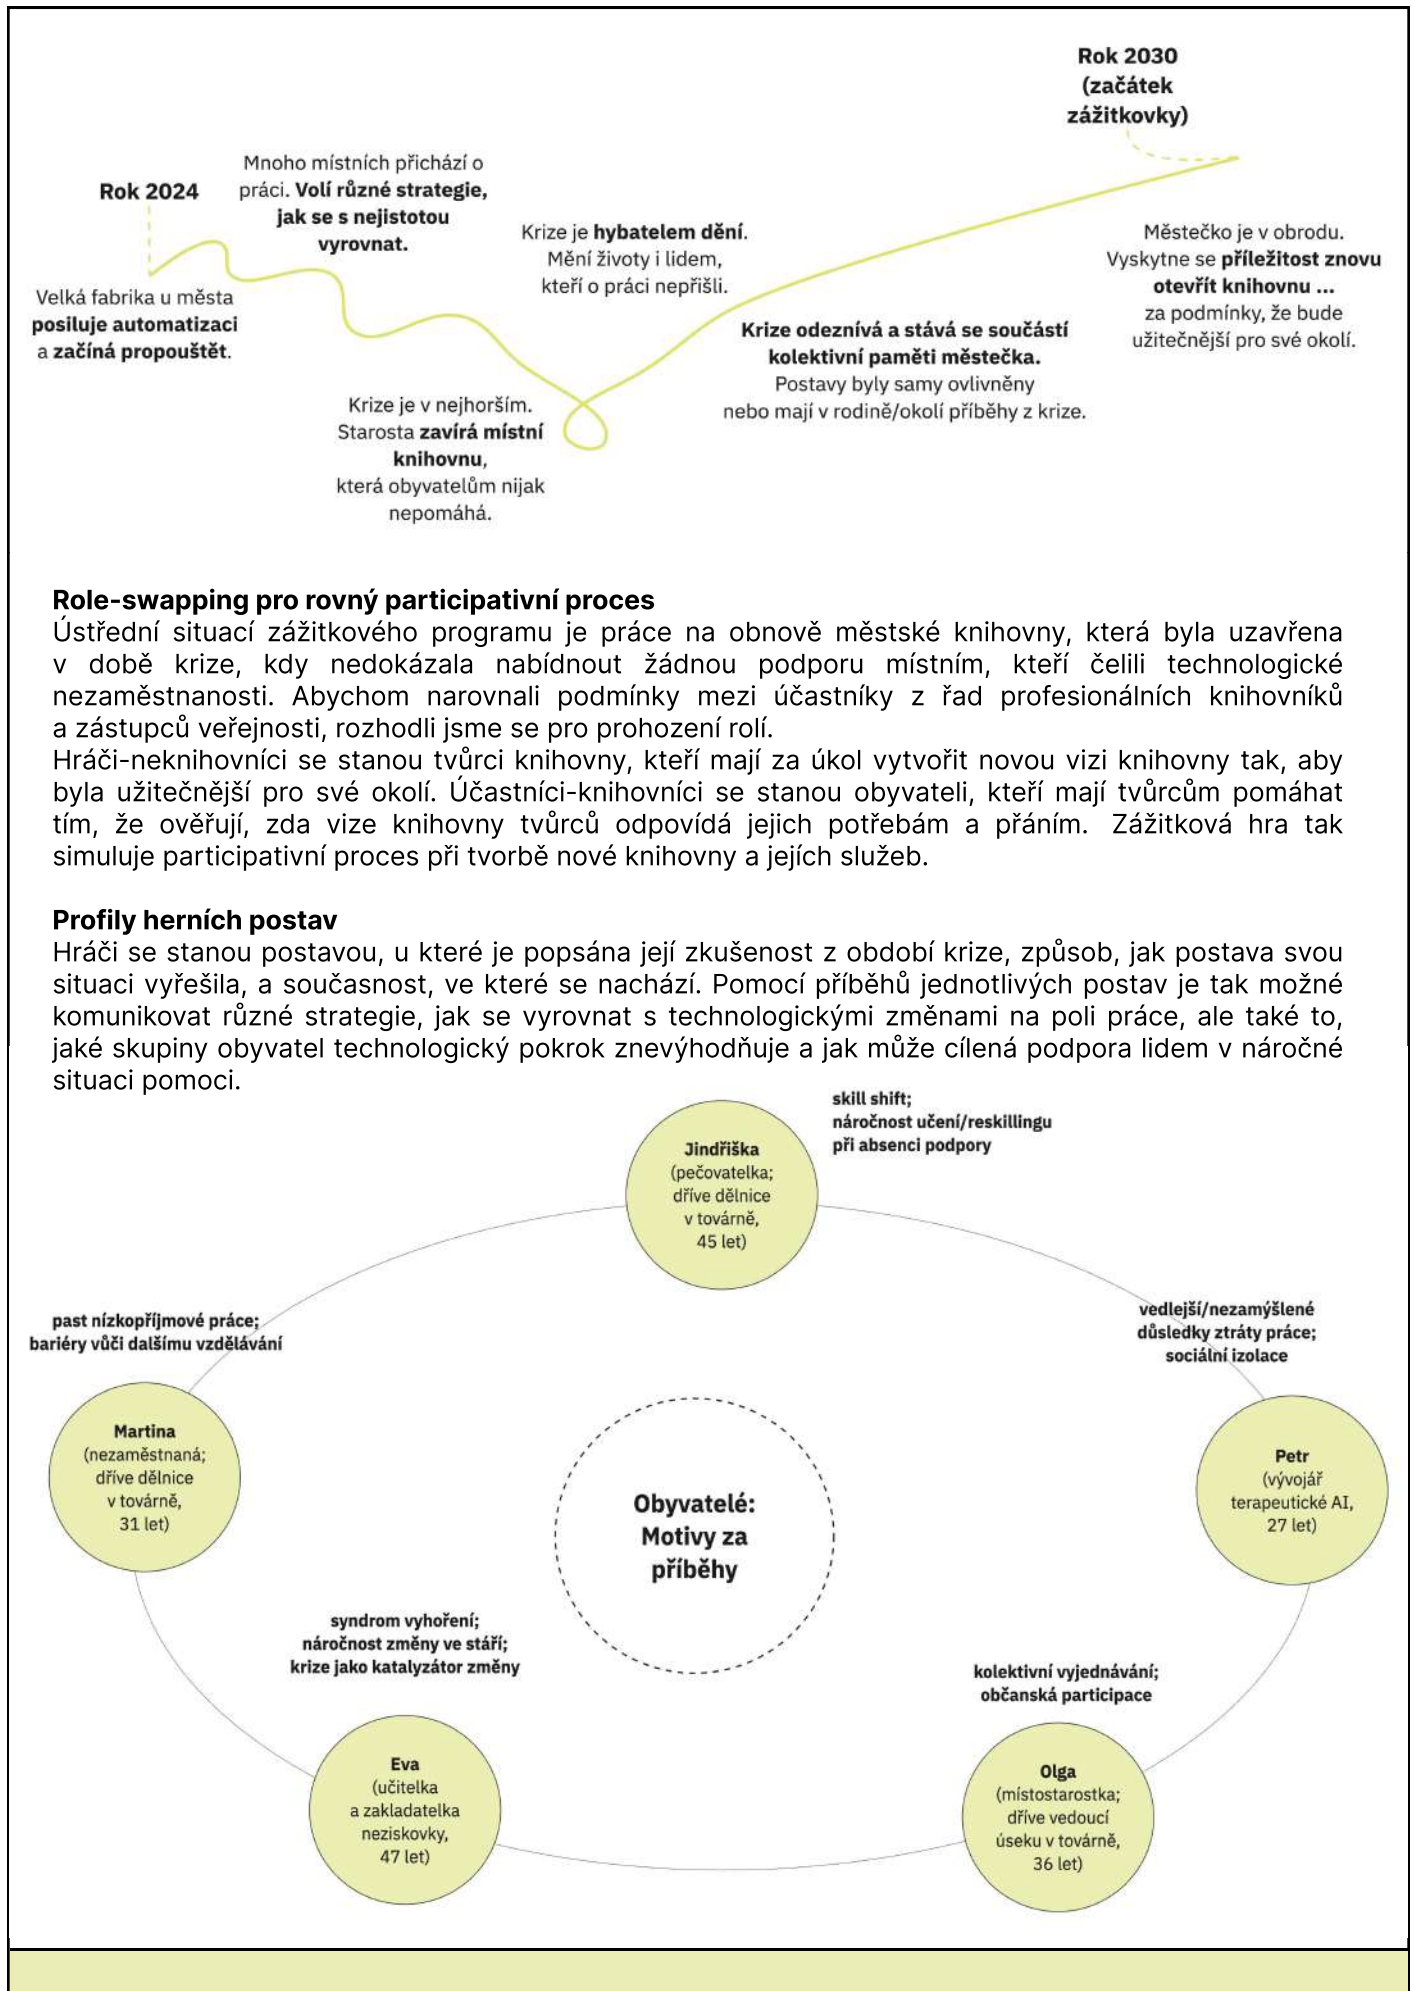 Rok 2030
(začátek
zážitkovky)
Rok 2024
Mnoho místních přichází o
práci. Volí různé strategie,
jak se s nejistotou
vyrovnat.
Velká fabrika u města
posiluje automatizaci
a začíná propouštět.
Krize je hybatelem dění.
Mění životy i lidem,
kteří o práci nepřišli.
Městečko je v obrodu.
Vyskytne se příležitost znovu
otevřít knihovnu ...
za podmínky, že bude
užitečnější pro své okolí.
Krize odeznívá a stává se součástí
kolektivní paměti městečka.
Postavy byly samy ovlivněny
nebo mají v rodině/okolí příběhy z krize.
Krize je v nejhorším.
Starosta zavírá místní
knihovnu,
která obyvatelům nijak
nepomáhá.
Role-swapping pro rovný participativní proces
Ústřední situací zážitkového programu je práce na obnově městské knihovny, která byla uzavřena
v době krize, kdy nedokázala nabídnout žádnou podporu místním, kteří čelili technologické
nezaměstnanosti. Abychom narovnali podmínky mezi účastníky z řad profesionálních knihovníků
a zástupců veřejnosti, rozhodli jsme se pro prohození rolí.
Hráči-neknihovníci se stanou tvůrci knihovny, kteří mají za úkol vytvořit novou vizi knihovny tak, aby
byla užitečnější pro své okolí. Účastníci-knihovníci se stanou obyvateli, kteří mají tvůrcům pomáhat
tím, že ověřují, zda vize knihovny tvůrců odpovídá jejich potřebám a přáním. Zážitková hra tak
simuluje participativní proces při tvorbě nové knihovny a jejích služeb.
Profily herních postav
Hráči se stanou postavou, u které je popsána její zkušenost z období krize, způsob, jak postava svou
situaci vyřešila, a současnost, ve které se nachází. Pomocí příběhů jednotlivých postav je tak možné
komunikovat různé strategie, jak se vyrovnat s technologickými změnami na poli práce, ale také to,
jaké skupiny obyvatel technologický pokrok znevýhodňuje a jak může cílená podpora lidem v náročné
situaci pomoci.
skill shift;
náročnost učení/reskillingu
při absenci podpory
Jindřiška
(pečovatelka;
dříve dělnice
v továrně,
45 let)
past nízkopříjmové práce;
bariéry vůči dalšímu vzdělávání
vedlejší/nezamýšlené
důsledky ztráty práce;
sociální izolace
Martina
(nezaměstnaná;
dříve dělnice
v továrně,
31 let)
Petr
(vývojář
terapeutické AI,
27 let)
Obyvatelé:
Motivy za
příběhy
syndrom vyhoření;
náročnost změny ve stáří;
krize jako katalyzátor změny
kolektivní vyjednávání;
občanská participace
Eva
(učitelka
a zakladatelka
neziskovky,
47 let)
Olga
(místostarostka;
dříve vedoucí
úseku v továrně,
36 let)